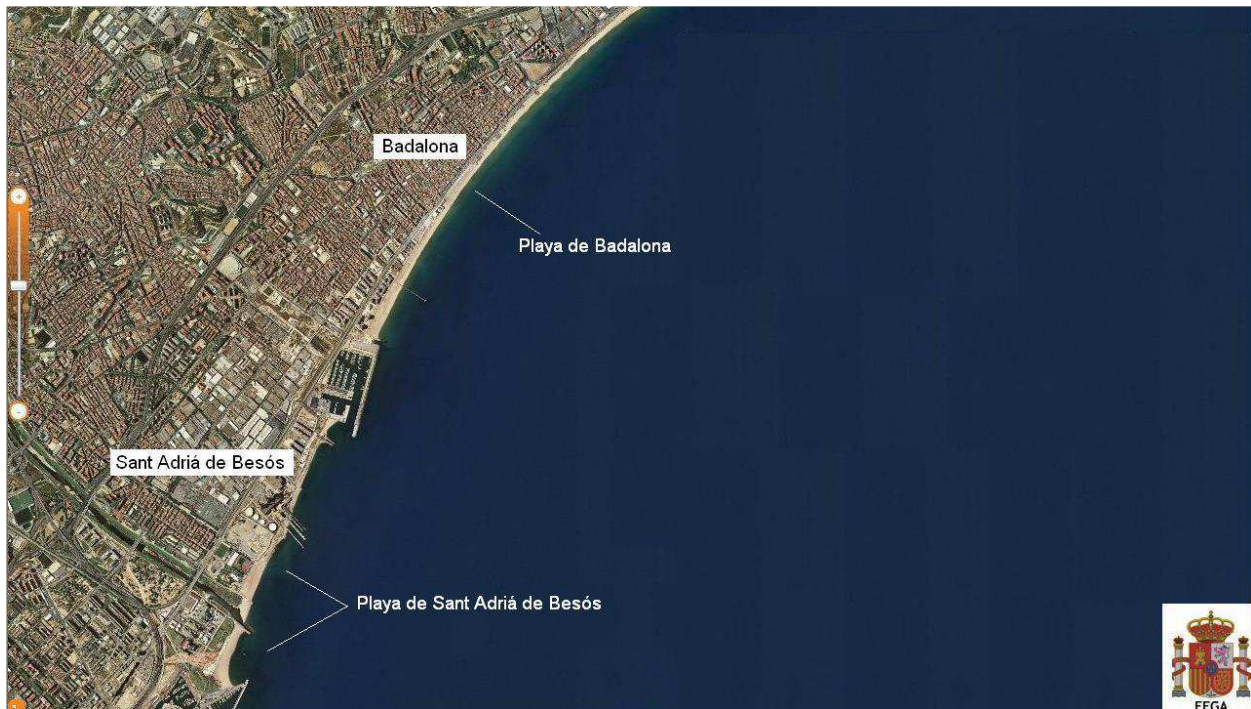 Badalona
Playa de Badalona
Sant Adriá de Besós
Playa de Sant Adriá de Besós
FEGA